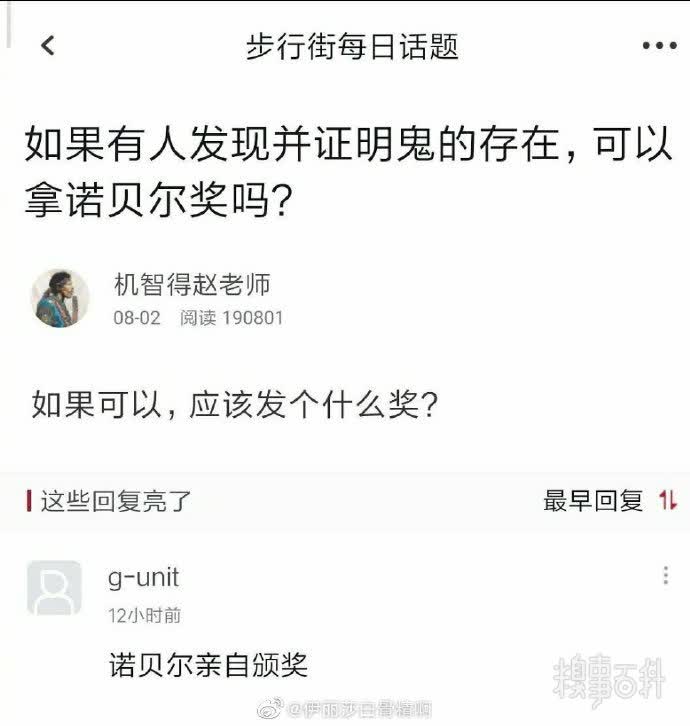 步行街每日话题
如果有人发现并证明鬼的存在，可以
拿诺贝尔奖吗？
机智得赵老师
08-02 阅读 190801
如果可以，应该发个什么奖？
这些回复亮了
最早回复
g-unit
12小时前
诺贝尔亲自颁奖
糗事百科
@伊丽莎白骨精啊